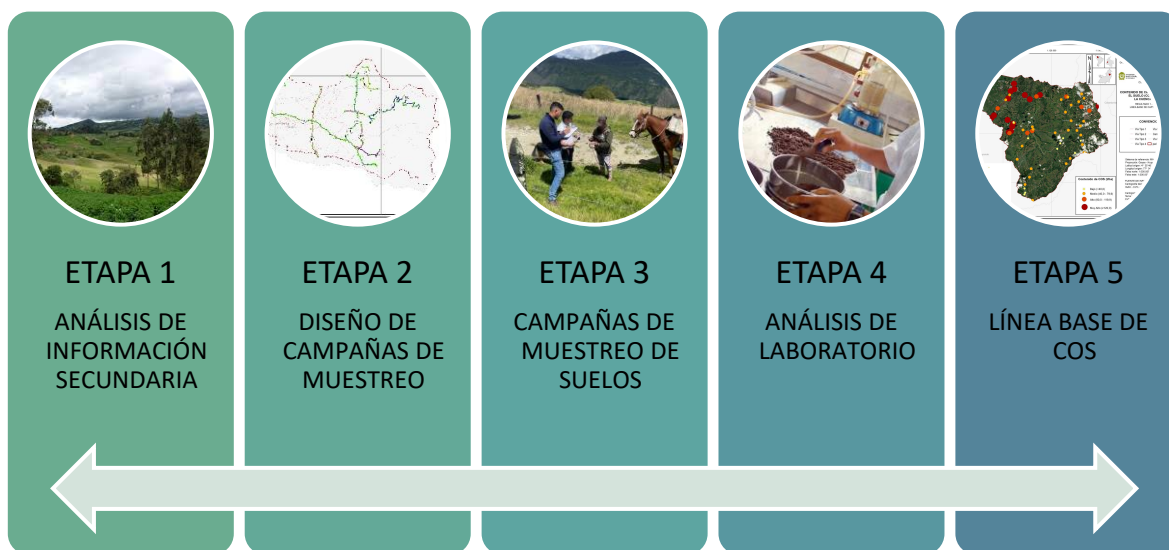 ETAPA 1
ANÁLISIS DE
INFORMACIÓN
SECUNDARIA
ETAPA 2
DISEÑO DE
CAMPAÑAS DE
MUESTREO
ETAPA 3
CAMPAÑAS DE
MUESTREO DE
SUELOS
ETAPA 4
ANÁLISIS DE
LABORATORIO
ETAPA 5
LÍNEA BASE DE
COS